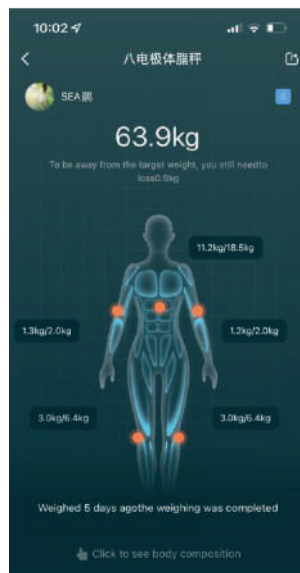 10:02
八电极体脂秤
SEA鹏
63.9kg
To be away from the target weight, you still needto
loss0.9kg
11.2kg/18.5kg
1.3kg/2.0kg
1.2kg/2.0kg
3.0kg/6.4kg
3.0kg/6.4kg
Weighed 5 days agothe weighing was completed
Click to see body composition